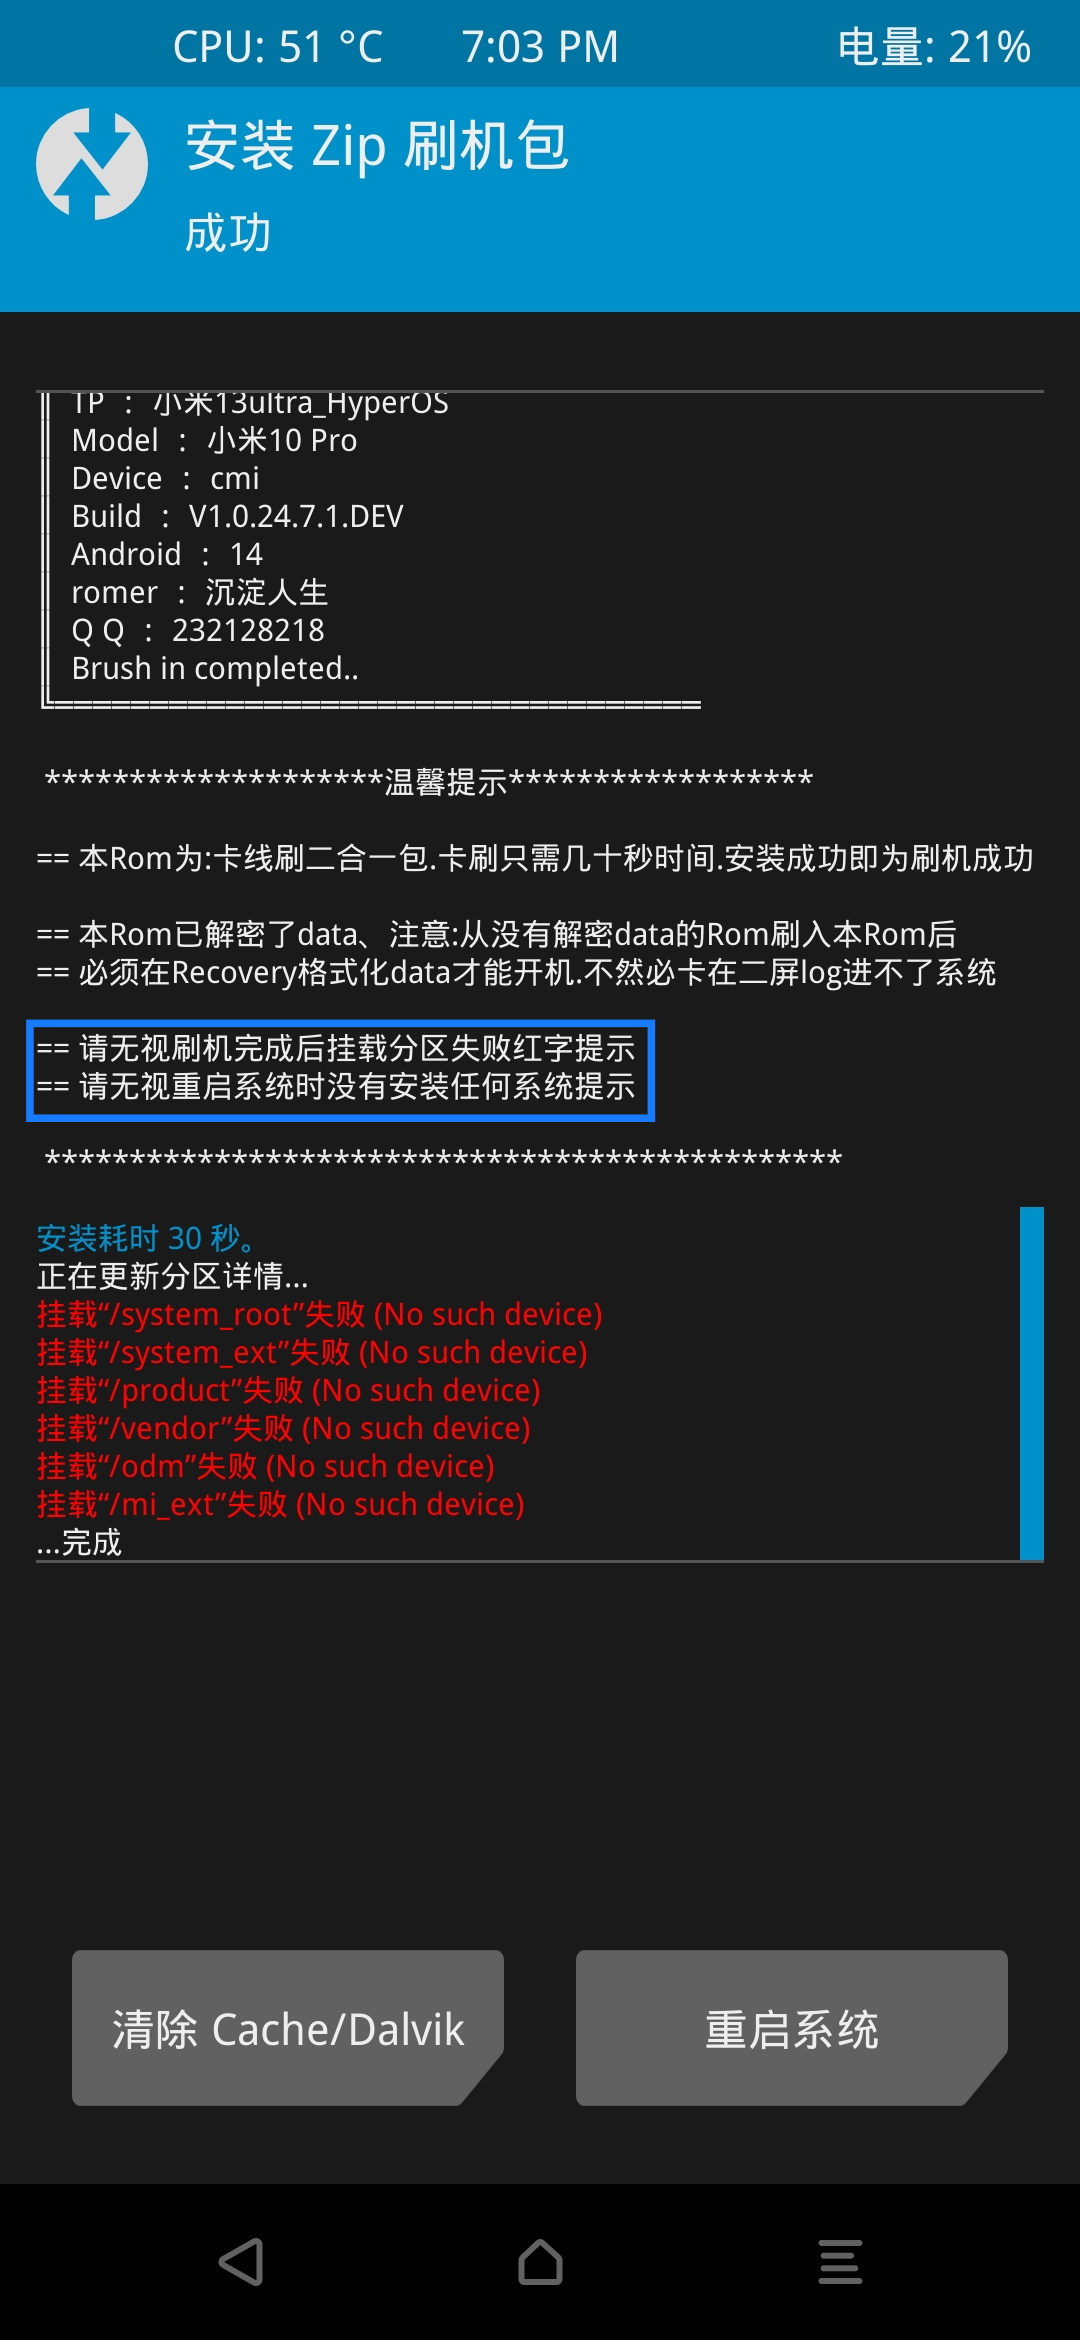 CPU: 51 °C 7:03 PM 电量: 21%
安装 Zip 刷机包
成功
║ TP : 小米13ultra_HyperOS
║ Model : 小米10 Pro
║ Device : cmi
║ Build : V1.0.24.7.1.DEV
║ Android : 14
║ romer : 沉淀人生
║ Q Q : 232128218
║ Brush in completed..
╚═══════════════════════════════════
********************温馨提示******************
== 本Rom为:卡线刷二合一包.卡刷只需几十秒时间.安装成功即为刷机成功
== 本Rom已解密了data、注意:从没有解密data的Rom刷入本Rom后
== 必须在Recovery格式化data才能开机.不然必卡在二屏log进不了系统
== 请无视刷机完成后挂载分区失败红字提示
== 请无视重启系统时没有安装任何系统提示
***********************************************
安装耗时 30 秒。
正在更新分区详情...
挂载“/system_root”失败 (No such device)
挂载“/system_ext”失败 (No such device)
挂载“/product”失败 (No such device)
挂载“/vendor”失败 (No such device)
挂载“/odm”失败 (No such device)
挂载“/mi_ext”失败 (No such device)
...完成
清除 Cache/Dalvik 重启系统